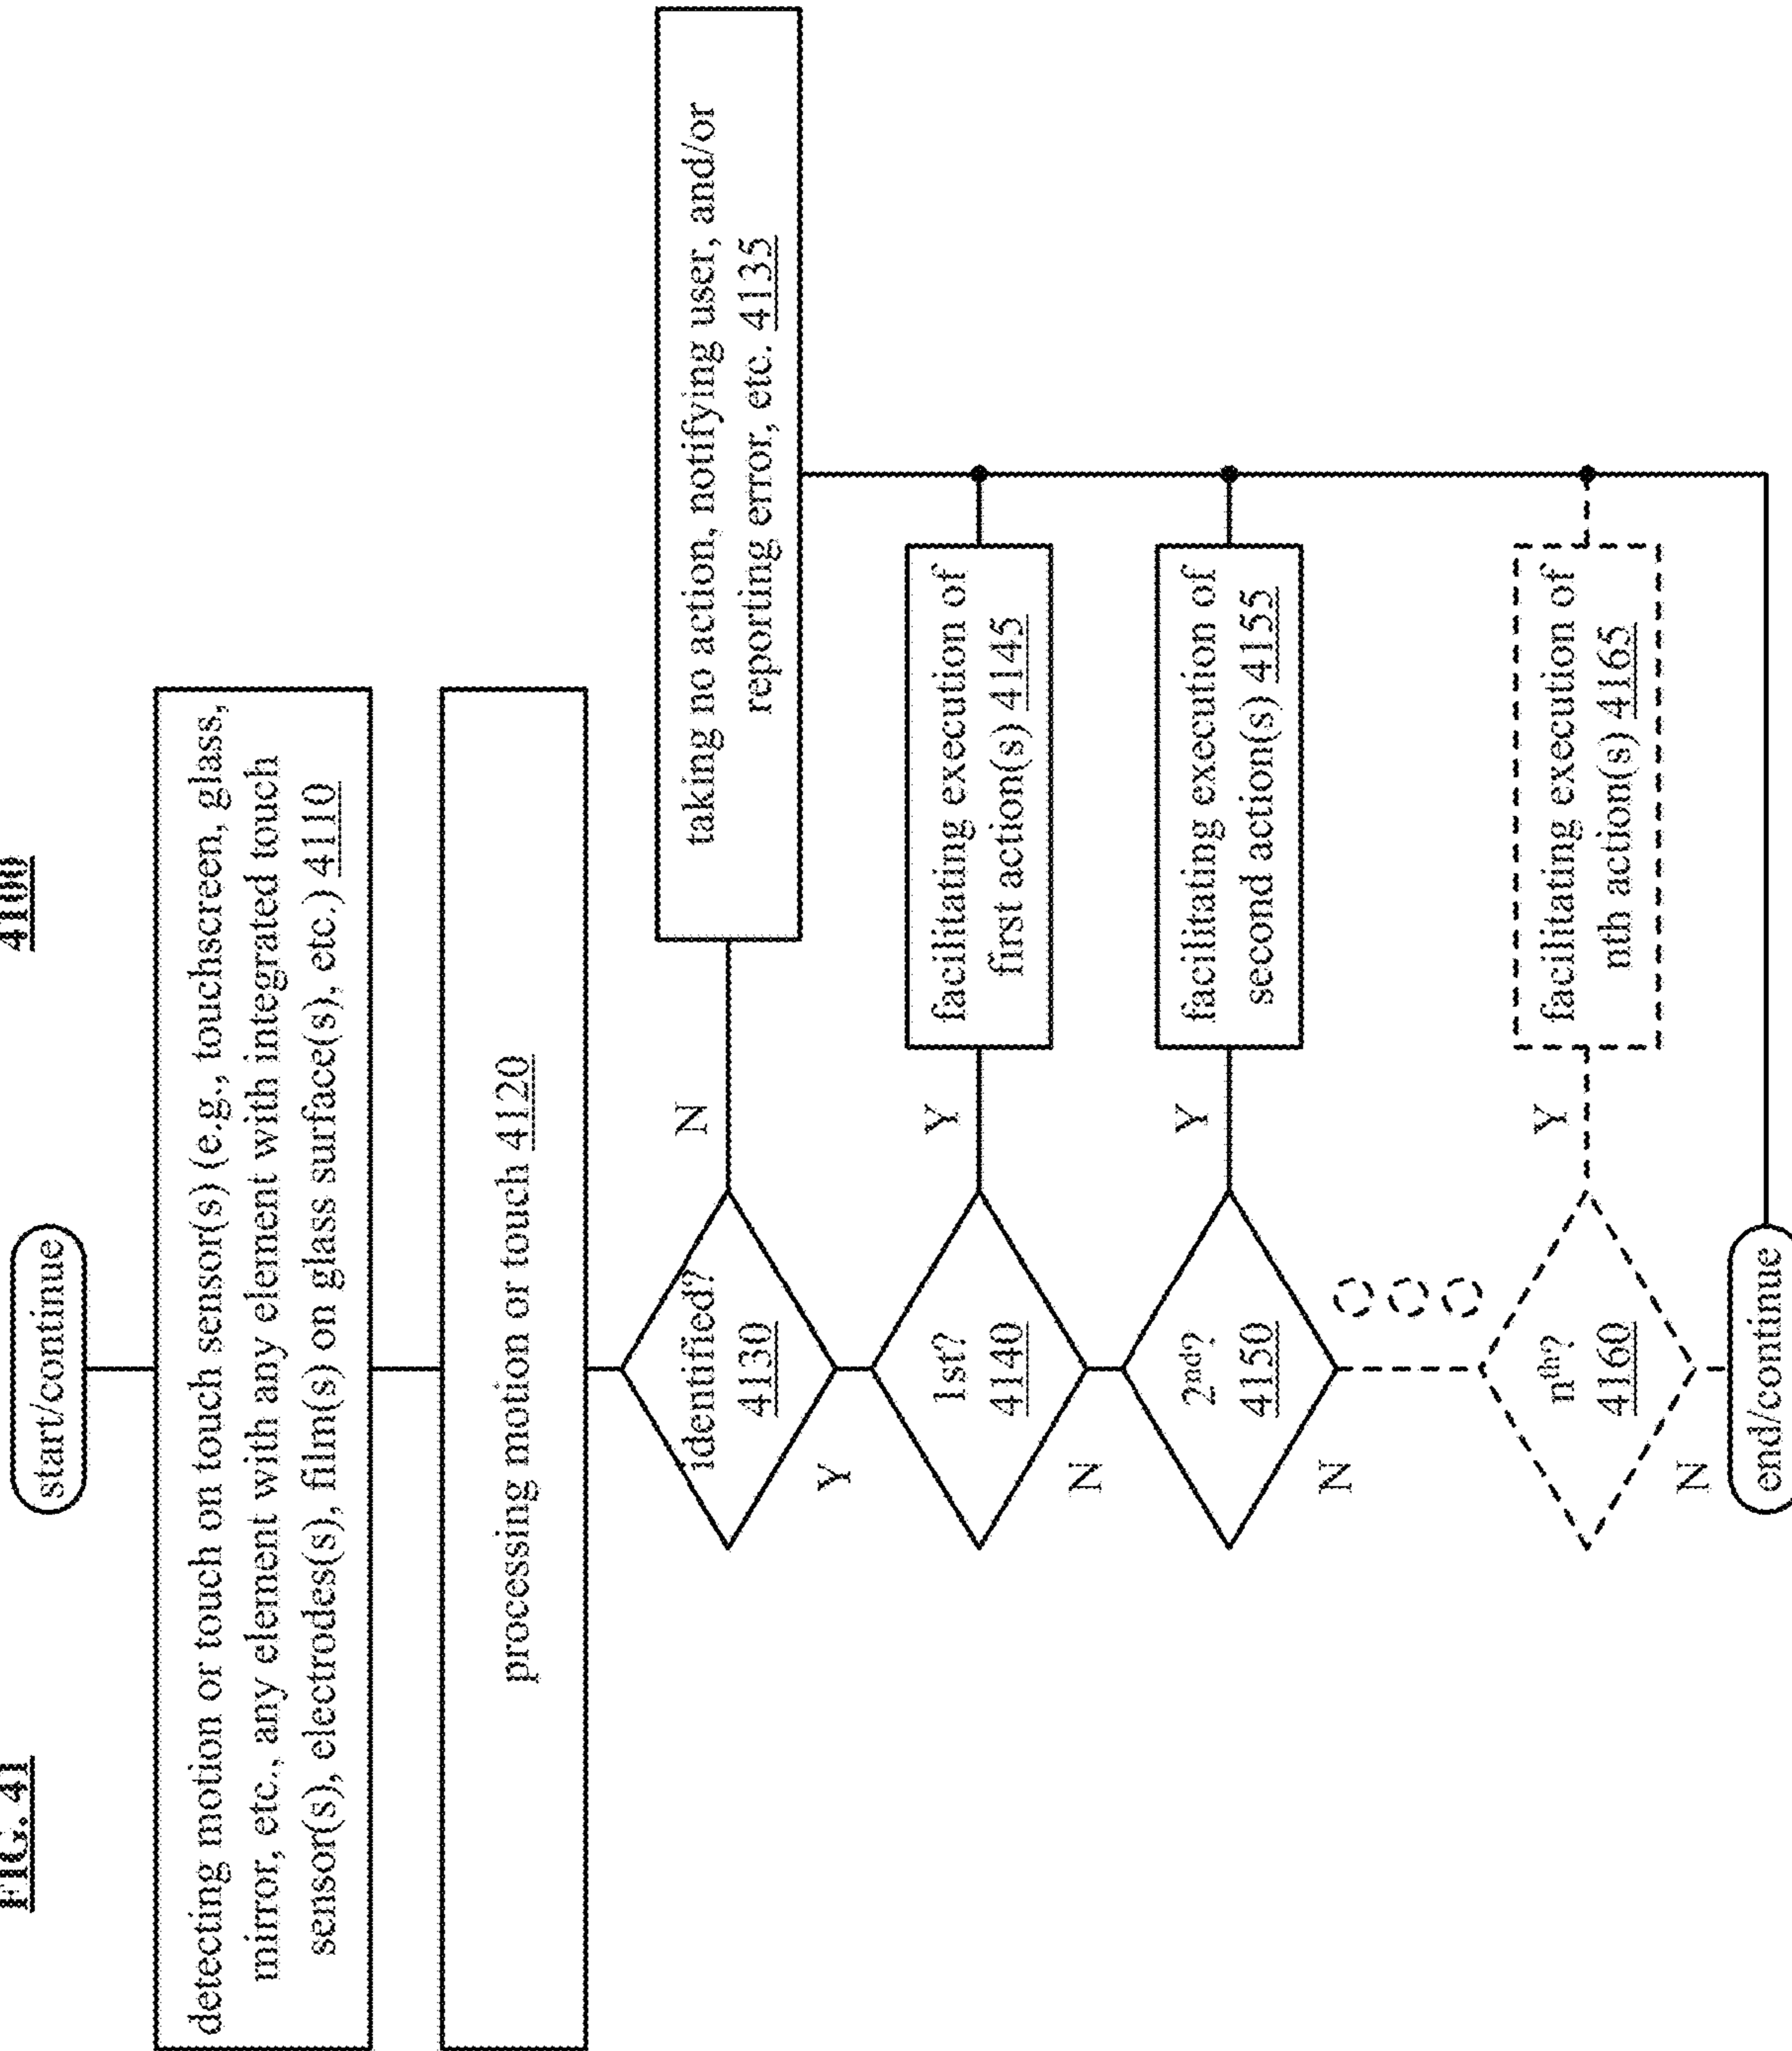 FIG. 41
4100
start/continue
detecting motion or touch on touch sensor(s) (e.g., touchscreen, glass,
mirror, etc., any element with any element with integrated touch
sensor(s), electrodes(s), film(s) on glass surface(s), etc.) 4110
processing motion or touch 4120
identified?
4130
N
Y
taking no action, notifying user, and/or
reporting error, etc. 4135
1st?
4140
Y
N
facilitating execution of
first action(s) 4145
2nd?
4150
Y
N
facilitating execution of
second action(s) 4155
nth?
4160
Y
N
facilitating execution of
nth action(s) 4165
end/continue